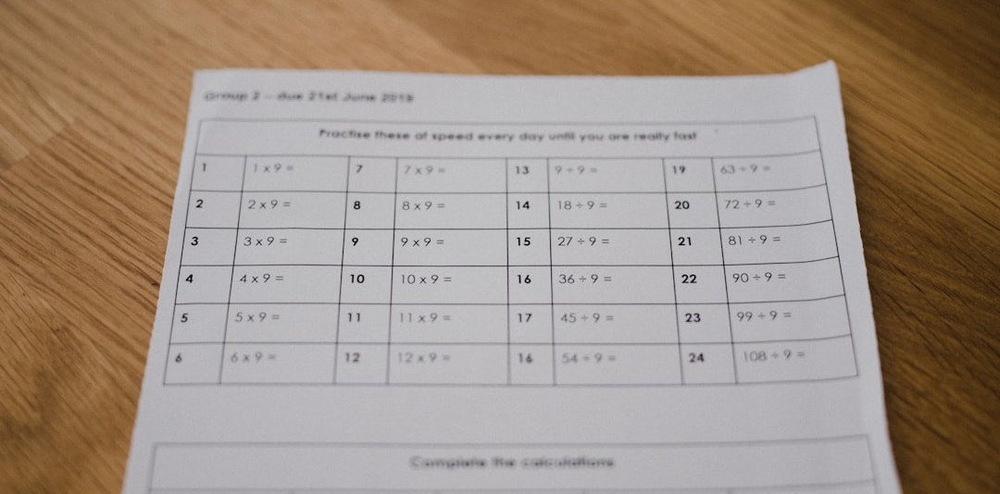 Group 2 – due 21st June
Practise these at speed every day until you are really fast
1 1 x 9 = 7 7 x 9 = 13 9 ÷ 9 = 19 63 ÷ 9 =
2 2 x 9 = 8 8 x 9 = 14 18 ÷ 9 = 20 72 ÷ 9 =
3 3 x 9 = 9 9 x 9 = 15 27 ÷ 9 = 21 81 ÷ 9 =
4 4 x 9 = 10 10 x 9 = 16 36 ÷ 9 = 22 90 ÷ 9 =
5 5 x 9 = 11 11 x 9 = 17 45 ÷ 9 = 23 99 ÷ 9 =
6 6 x 9 = 12 12 x 9 = 16 54 ÷ 9 = 24 108 ÷ 9 =
Complete the calculations